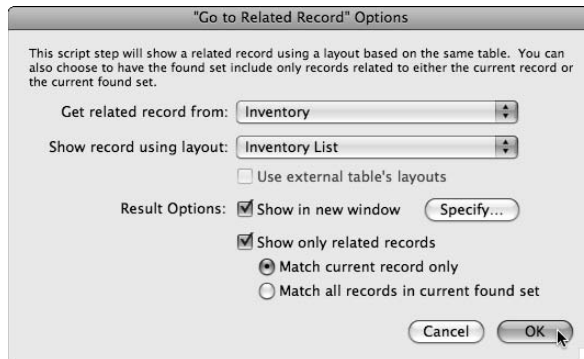 "Go to Related Record" Options
This script step will show a related record using a layout based on the same table. You can
also choose to have the found set include only records related to either the current record or
the current found set.
Get related record from: Inventory
Show record using layout: Inventory List
Use external table's layouts
Result Options: Show in new window Specify...
Show only related records
Match current record only
Match all records in current found set
Cancel OK